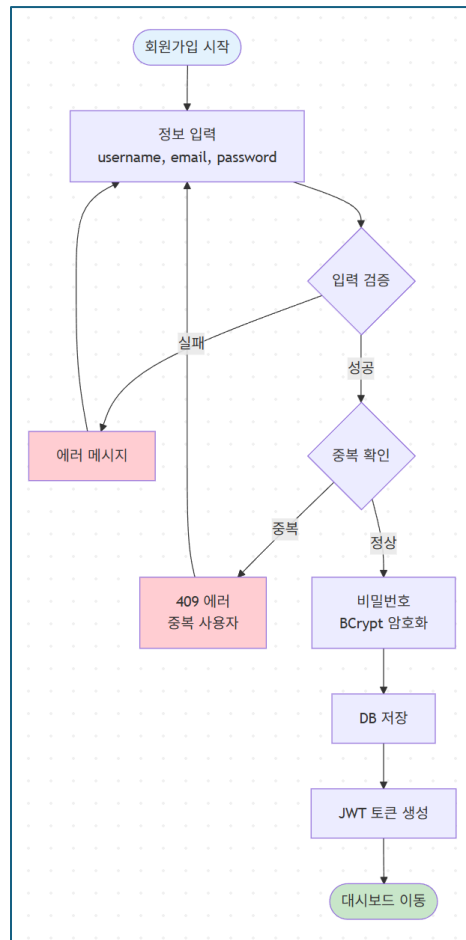 회원가입 시작
정보 입력
username, email, password
입력 검증
실패
성공
에러 메시지
중복 확인
중복
정상
409 에러
중복 사용자
비밀번호
BCrypt 암호화
DB 저장
JWT 토큰 생성
대시보드 이동